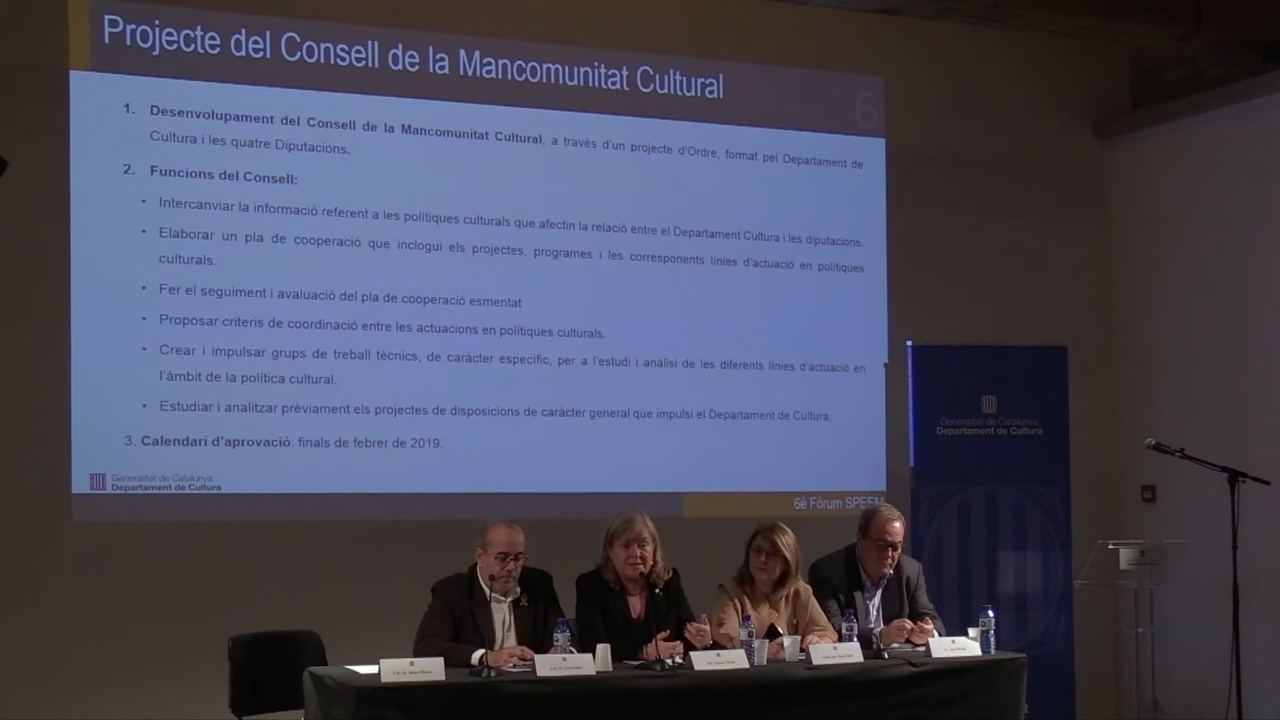 Projecte del Consell de la Mancomunitat Cultural
6
1. Desenvolupament del Consell de la Mancomunitat Cultural, a través d'un projecte d'Ordre, format pel Departament de
Cultura i les quatre Diputacions.
2. Funcions del Consell:
• Intercanviar la informació referent a les polítiques culturals que afectin la relació entre el Departament Cultura i les diputacions.
• Elaborar un pla de cooperació que inclogui els projectes, programes i les corresponents línies d'actuació en polítiques
culturals.
• Fer el seguiment i avaluació del pla de cooperació esmentat
• Proposar criteris de coordinació entre les actuacions en polítiques culturals.
• Crear i impulsar grups de treball tècnics, de caràcter específic, per a l'estudi i anàlisi de les diferents línies d'actuació en
l'àmbit de la política cultural.
• Estudiar i analitzar prèviament els projectes de disposicions de caràcter general que impulsi el Departament de Cultura.
3. Calendari d'aprovació: finals de febrer de 2019.
Generalitat de Catalunya
Departament de Cultura
6è Fòrum SPEEM
Generalitat de Catalunya
Departament de Cultura